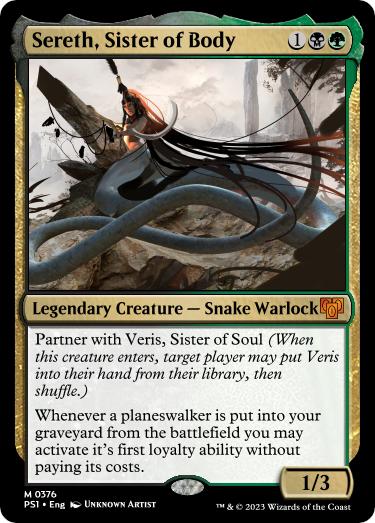 Sereth, Sister of Body 1
Legendary Creature — Snake Warlock
Partner with Veris, Sister of Soul (When
this creature enters, target player may put Veris
into their hand from their library, then
shuffle.)
Whenever a planeswalker is put into your
graveyard from the battlefield you may
activate it's first loyalty ability without
paying its costs.
1/3
M 0376
PS1 • Eng Unknown Artist
™ & © 2023 Wizards of the Coast